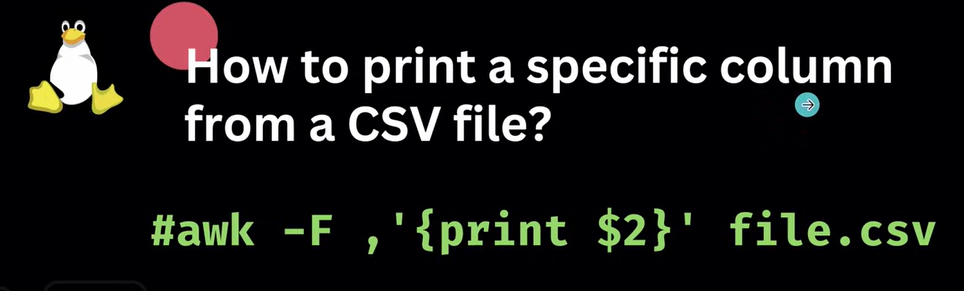 How to print a specific column
from a CSV file?
#awk -F ,'{print $2}' file.csv